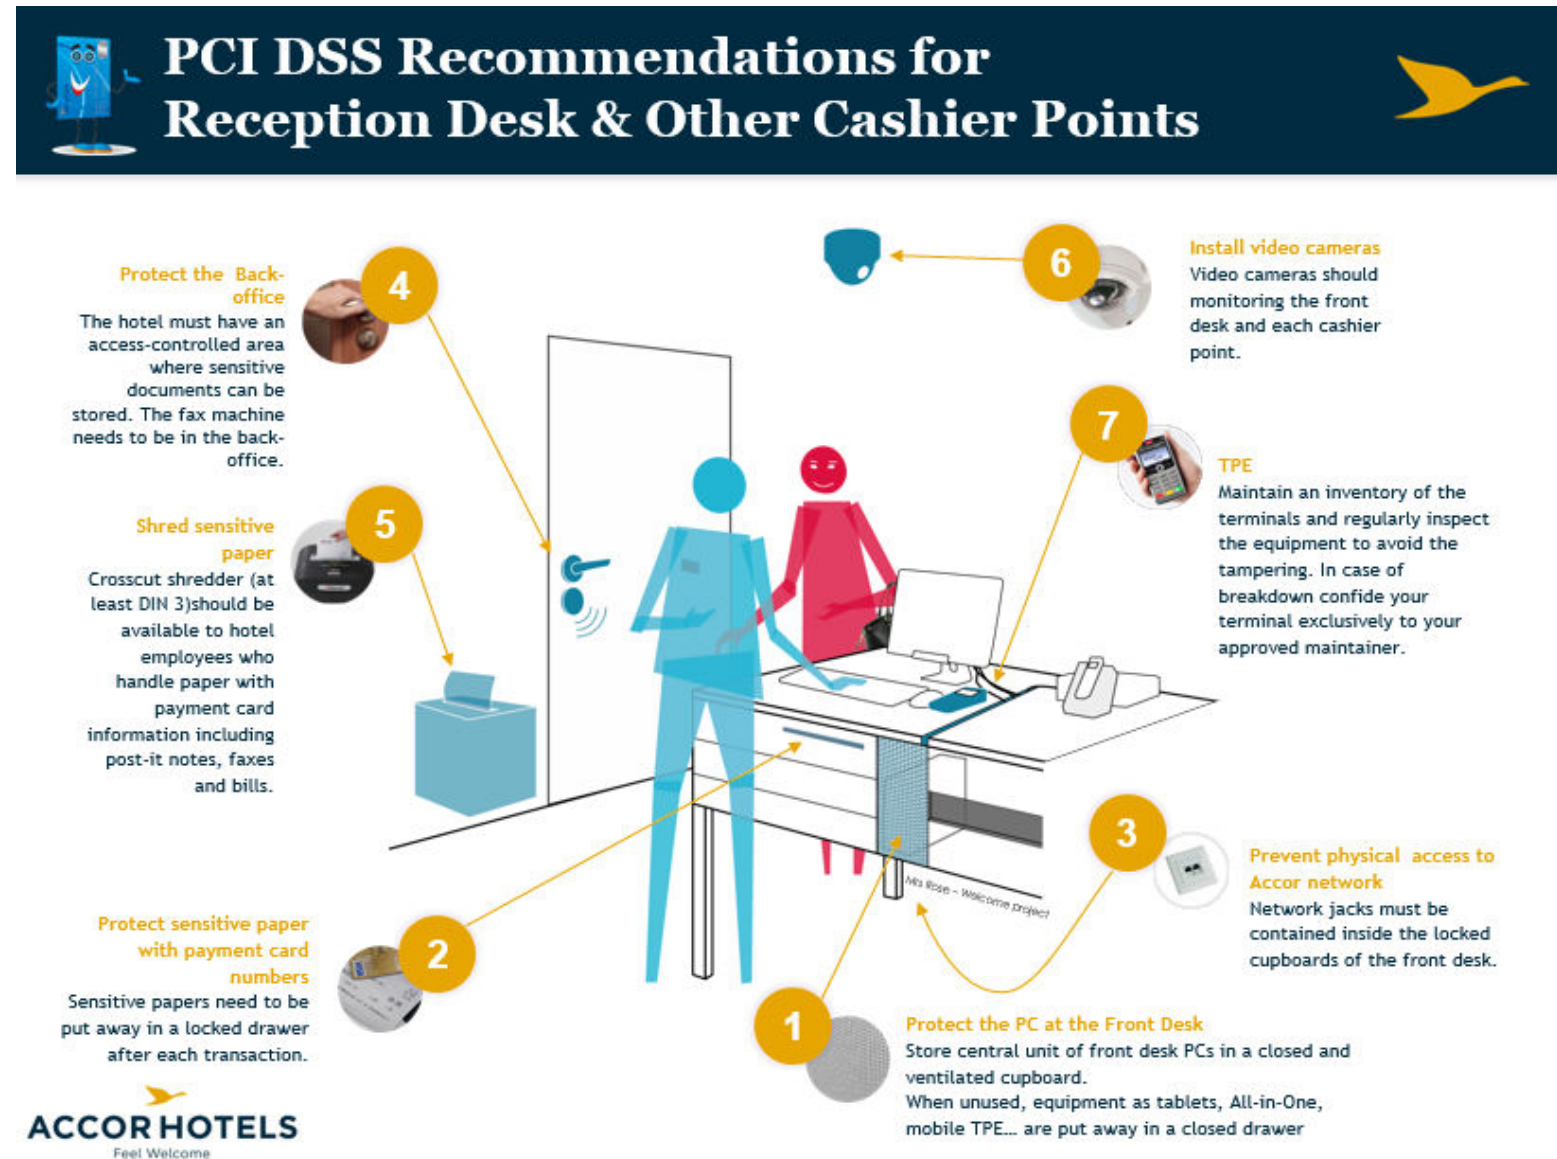 PCI DSS Recommendations for
Reception Desk & Other Cashier Points
4
Protect the Back-
office
The hotel must have an
access-controlled area
where sensitive
documents can be
stored. The fax machine
needs to be in the back-
office.
5
Shred sensitive
paper
Crosscut shredder (at
least DIN 3)should be
available to hotel
employees who
handle paper with
payment card
information including
post-it notes, faxes
and bills.
2
Protect sensitive paper
with payment card
numbers
Sensitive papers need to be
put away in a locked drawer
after each transaction.
6
Install video cameras
Video cameras should
monitoring the front
desk and each cashier
point.
7
TPE
Maintain an inventory of the
terminals and regularly inspect
the equipment to avoid the
tampering. In case of
breakdown confide your
terminal exclusively to your
approved maintainer.
3
Prevent physical access to
Accor network
Network jacks must be
contained inside the locked
cupboards of the front desk.
Mrs Rose – Welcome project
1
Protect the PC at the Front Desk
Store central unit of front desk PCs in a closed and
ventilated cupboard.
When unused, equipment as tablets, All-in-One,
mobile TPE... are put away in a closed drawer
ACCOR HOTELS
Feel Welcome